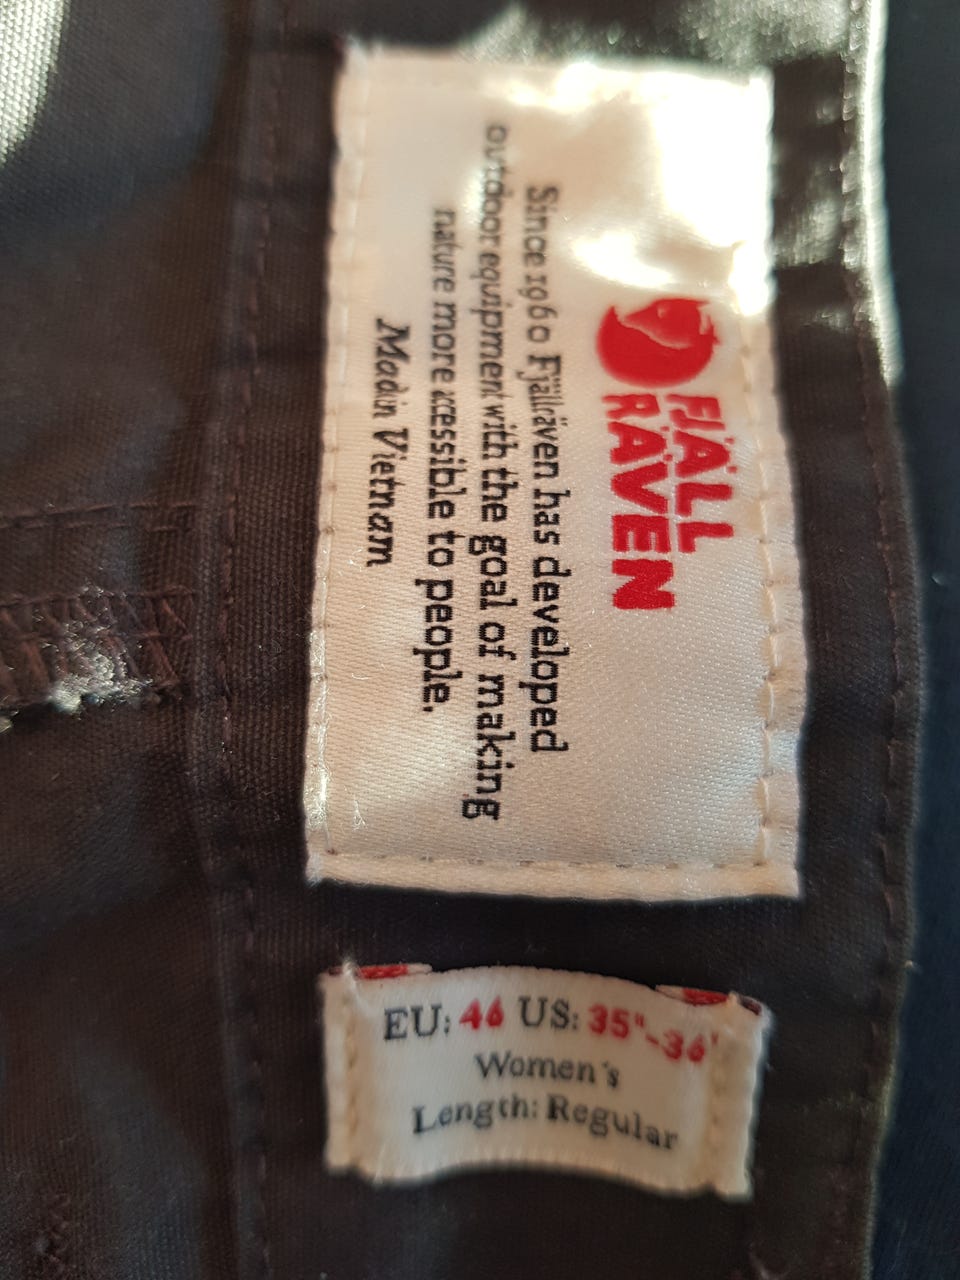 FJÄLL
RÄVEN
Since 1960 Fjällräven has developed
outdoor equipment with the goal of making
nature more accessible to people.
Made in Vietnam
EU: 46 US: 35"-36"
Women´s
Length: Regular